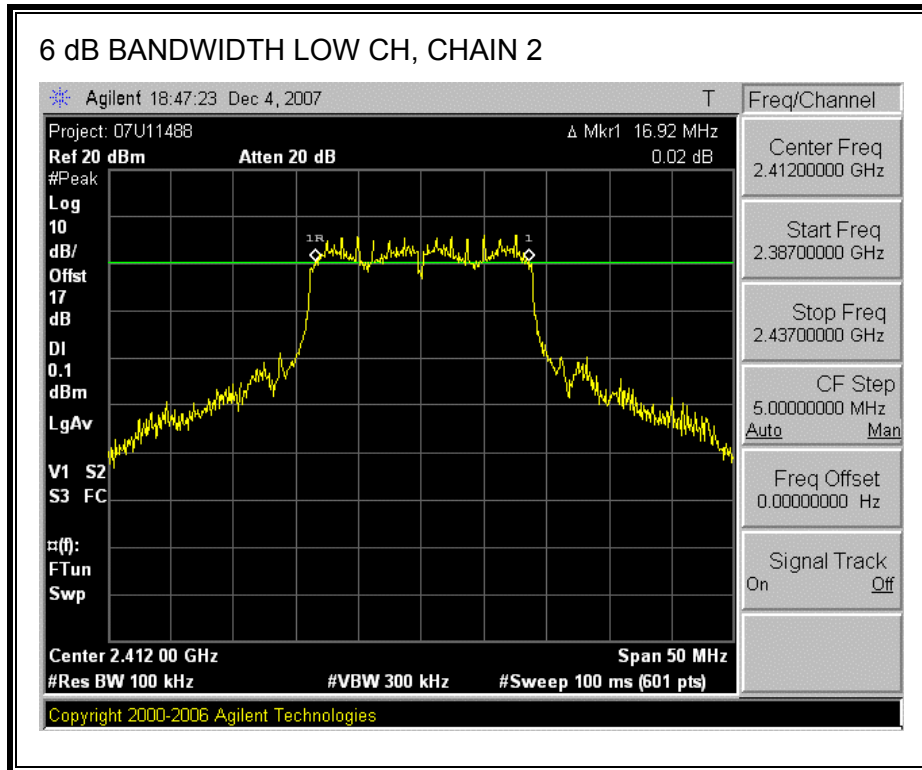 6 dB BANDWIDTH LOW CH, CHAIN 2
Agilent 18:47:23 Dec 4, 2007 T
Freq/Channel
Project: 07U11488 Δ Mkr1 16.92 MHz
Ref 20 dBm Atten 20 dB 0.02 dB
#Peak
Log
10
dB/
Offst
17
dB
DI
0.1
dBm
LgAv
V1 S2
S3 FC
¤(f):
FTun
Swp
1R
1
Center 2.412 00 GHz Span 50 MHz
#Res BW 100 kHz #VBW 300 kHz #Sweep 100 ms (601 pts)
Copyright 2000-2006 Agilent Technologies
Center Freq
2.41200000 GHz
Start Freq
2.38700000 GHz
Stop Freq
2.43700000 GHz
CF Step
5.00000000 MHz
Auto Man
Freq Offset
0.00000000 Hz
Signal Track
On Off